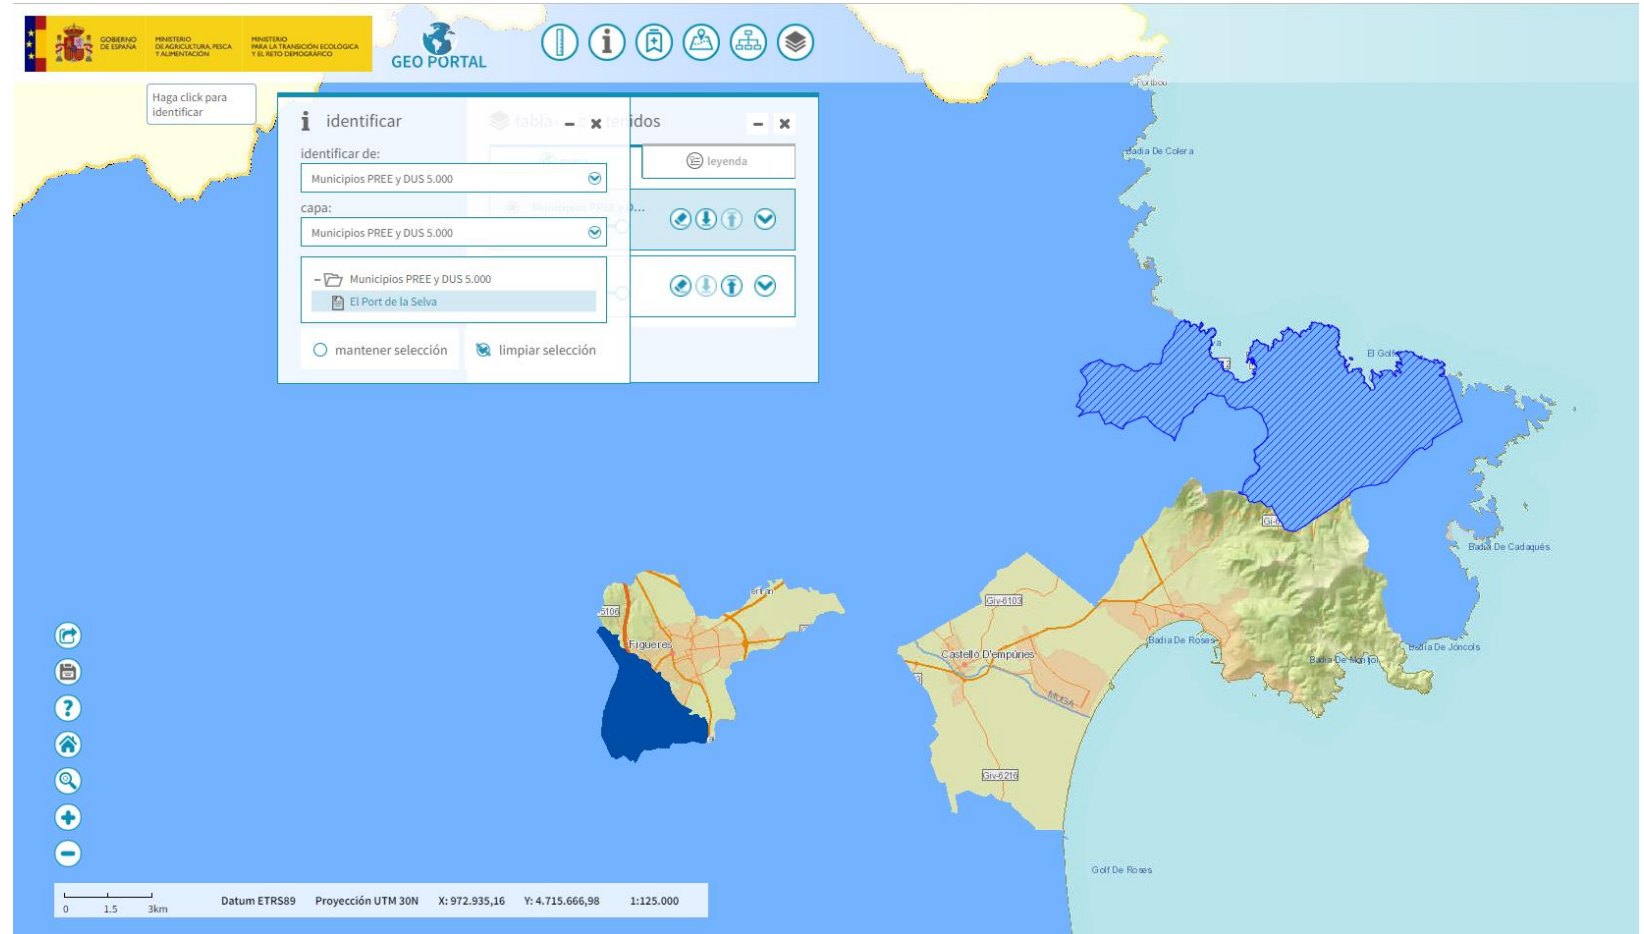 GOBIERNO
DE ESPAÑA
MINISTERIO
DE AGRICULTURA, PESCA
Y ALIMENTACIÓN
MINISTERIO
PARA LA TRANSICIÓN ECOLÓGICA
Y EL RETO DEMOGRÁFICO
GEO PORTAL
Haga click para
identificar
identificar
tabla
identificar de:
leyenda
Municipios PREE y DUS 5.000
capa:
Municipios PREE y DUS 5.000
Municipios PREE y DUS 5.000
El Port de la Selva
mantener selección
limpiar selección
Portbou
Badia De Colera
El Golf
Badia De Cadaqués
Giv-6103
Figueres
Castelló D'empúries
Badia De Roses
Badia De Montjoi
Badia De Jóncols
MUGA
Giv-6216
Golf De Roses
0 1.5 3km
Datum ETRS89 Proyección UTM 30N X: 972.935,16 Y: 4.715.666,98 1:125.000